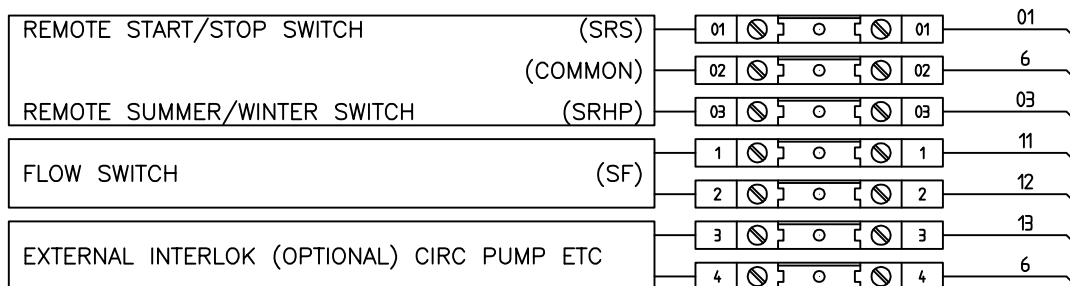 REMOTE START/STOP SWITCH (SRS) 01 01 01
(COMMON) 02 02 6
REMOTE SUMMER/WINTER SWITCH (SRHP) 03 03 03
1 1 11
FLOW SWITCH (SF)
2 2 12
3 3 13
EXTERNAL INTERLOK (OPTIONAL) CIRC PUMP ETC
4 4 6